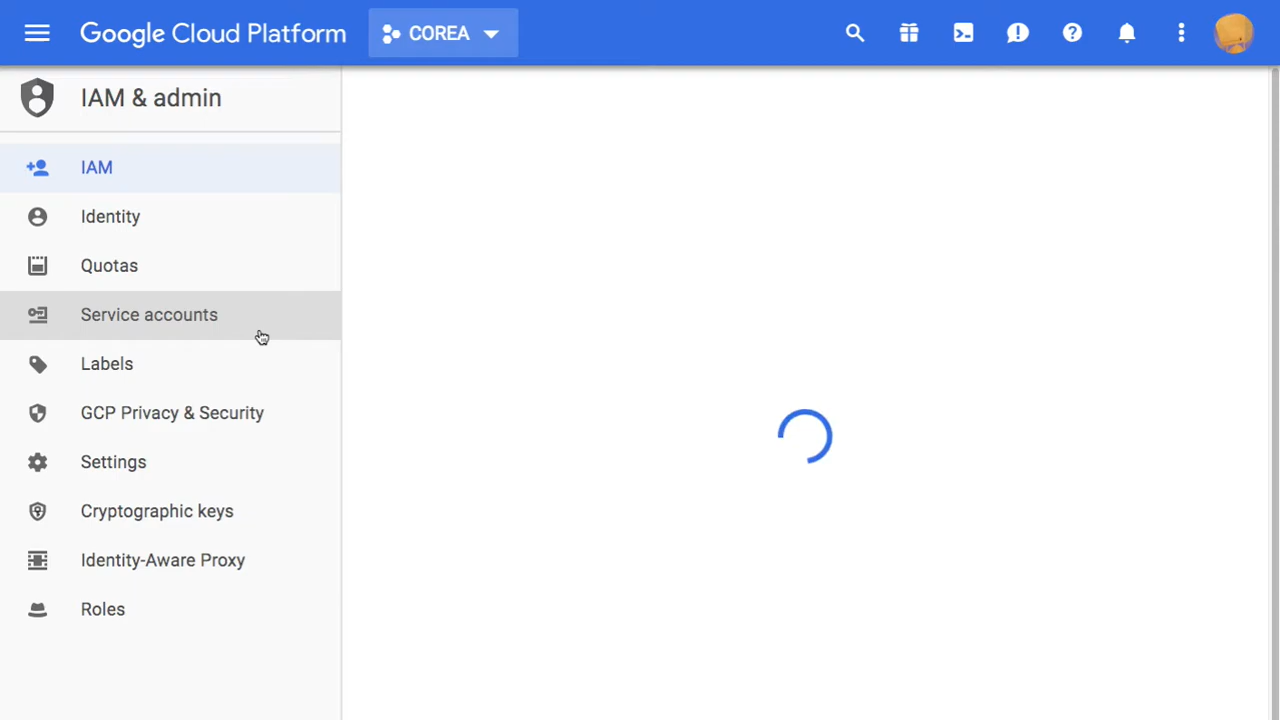 Google Cloud Platform
COREA
IAM & admin
IAM
Identity
Quotas
Service accounts
Labels
GCP Privacy & Security
Settings
Cryptographic keys
Identity-Aware Proxy
Roles